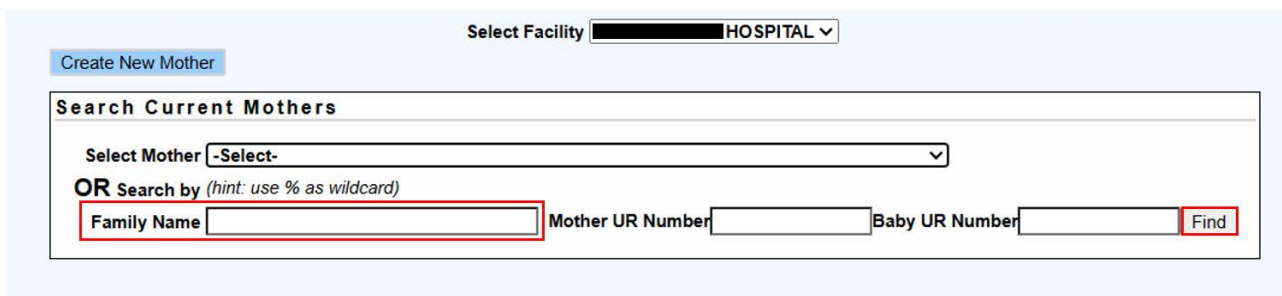 Select Facility HOSPITAL
Create New Mother
Search Current Mothers
Select Mother -Select-
OR Search by (hint: use % as wildcard)
Family Name Mother UR Number Baby UR Number Find